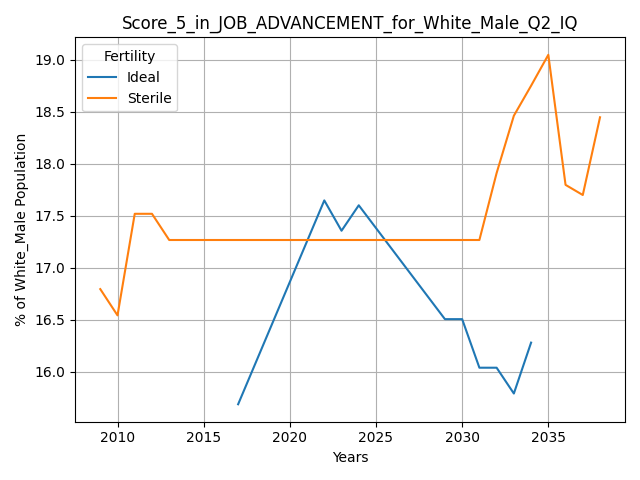 Score_5_in_JOB_ADVANCEMENT_for_White_Male_Q2_IQ
Fertility
Ideal
Sterile
% of White_Male Population
19.0
18.5
18.0
17.5
17.0
16.5
16.0
2010 2015 2020 2025 2030 2035
Years